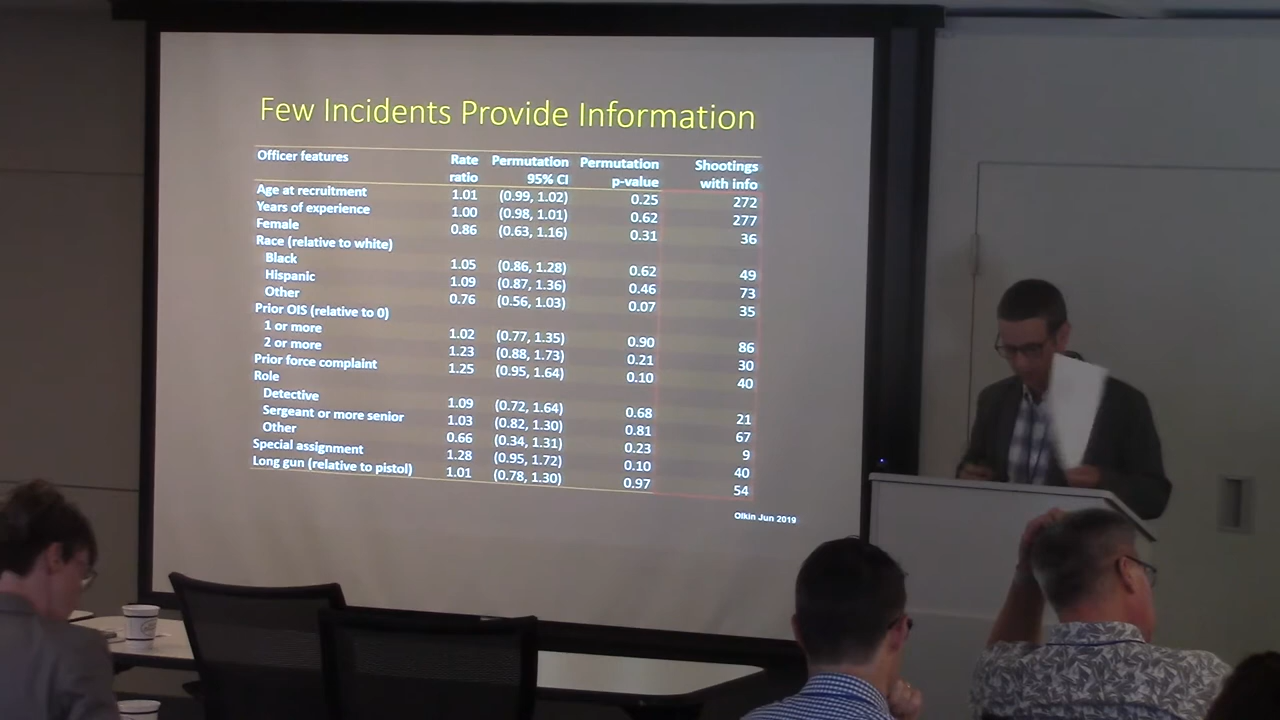 Few Incidents Provide Information
Officer features Rate ratio Permutation 95% CI Permutation p-value Shootings with info
Age at recruitment 1.01 (0.99, 1.02) 0.25 272
Years of experience 1.00 (0.98, 1.01) 0.62 277
Female 0.86 (0.63, 1.16) 0.31 36
Race (relative to white)
Black 1.05 (0.86, 1.28) 0.62 49
Hispanic 1.09 (0.87, 1.36) 0.46 73
Other 0.76 (0.56, 1.03) 0.07 35
Prior OIS (relative to 0)
1 or more 1.02 (0.77, 1.35) 0.90 86
2 or more 1.23 (0.88, 1.73) 0.21 30
Prior force complaint 1.25 (0.95, 1.64) 0.10 40
Role
Detective 1.09 (0.72, 1.64) 0.68 21
Sergeant or more senior 1.03 (0.82, 1.30) 0.81 67
Other 0.66 (0.34, 1.31) 0.23 9
Special assignment 1.28 (0.95, 1.72) 0.10 40
Long gun (relative to pistol) 1.01 (0.78, 1.30) 0.97 54
Olkin Jun 2019